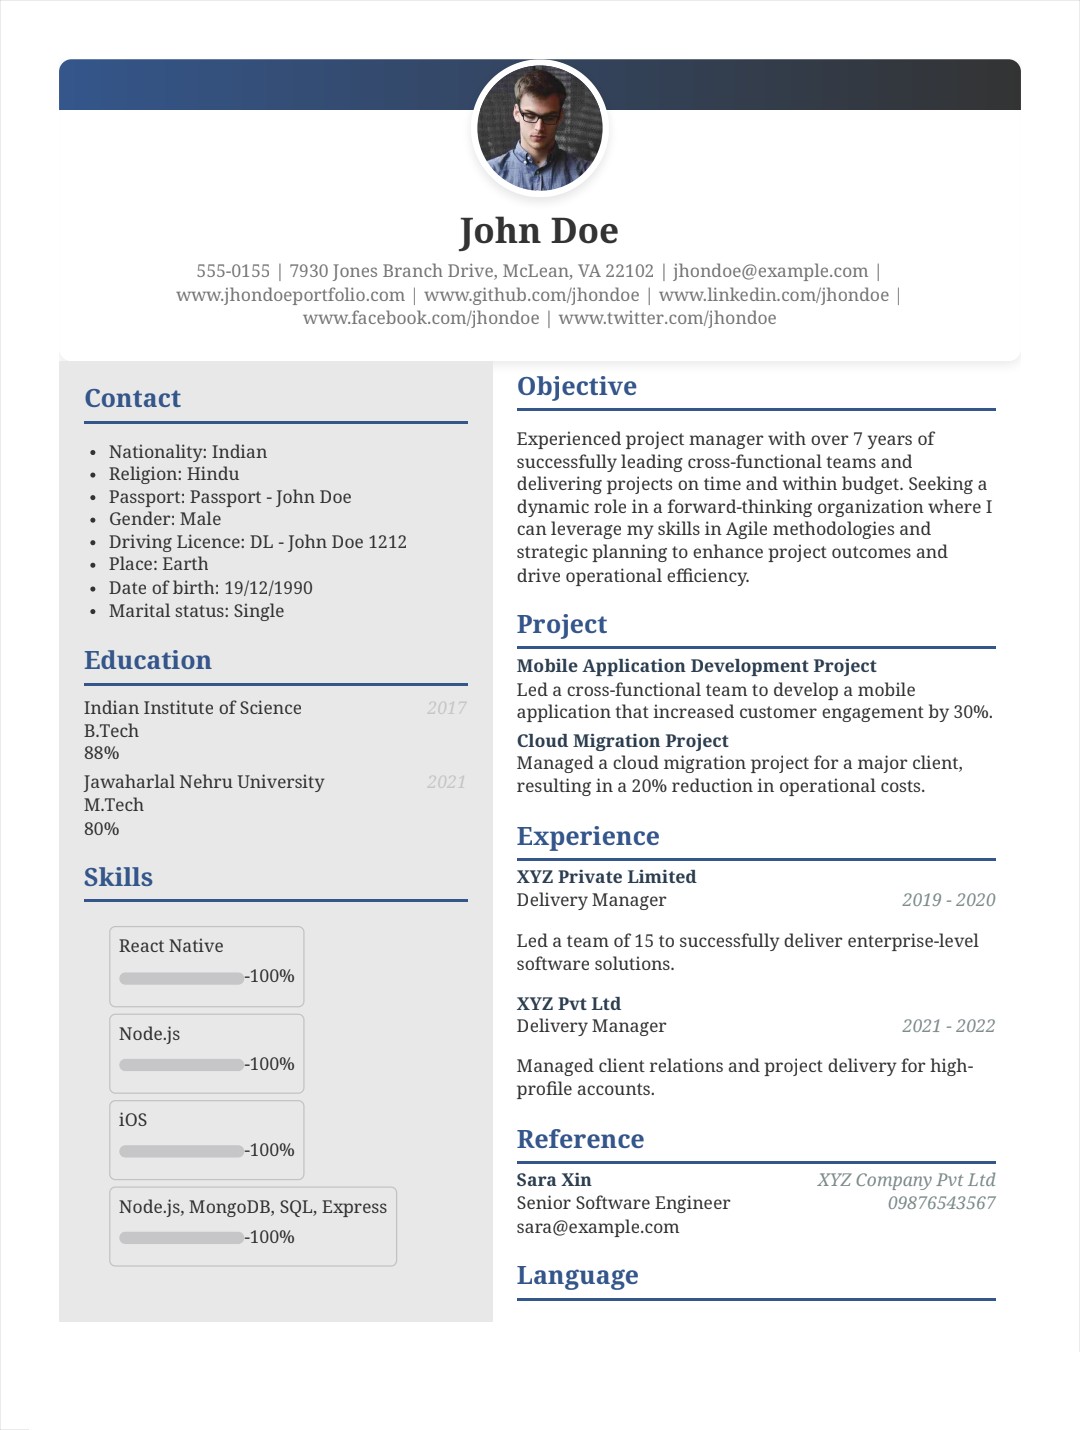 John Doe
555-0155 | 7930 Jones Branch Drive, McLean, VA 22102 | jhondoe@example.com |
www.jhondoeportfolio.com | www.github.com/jhondoe | www.linkedin.com/jhondoe |
www.facebook.com/jhondoe | www.twitter.com/jhondoe
Contact
• Nationality: Indian
• Religion: Hindu
• Passport: Passport - John Doe
• Gender: Male
• Driving Licence: DL - John Doe 1212
• Place: Earth
• Date of birth: 19/12/1990
• Marital status: Single
Education
Indian Institute of Science 2017
B.Tech
88%
Jawaharlal Nehru University 2021
M.Tech
80%
Skills
React Native
-100%
Node.js
-100%
iOS
-100%
Node.js, MongoDB, SQL, Express
-100%
Objective
Experienced project manager with over 7 years of
successfully leading cross-functional teams and
delivering projects on time and within budget. Seeking a
dynamic role in a forward-thinking organization where I
can leverage my skills in Agile methodologies and
strategic planning to enhance project outcomes and
drive operational efficiency.
Project
Mobile Application Development Project
Led a cross-functional team to develop a mobile
application that increased customer engagement by 30%.
Cloud Migration Project
Managed a cloud migration project for a major client,
resulting in a 20% reduction in operational costs.
Experience
XYZ Private Limited
Delivery Manager 2019 - 2020
Led a team of 15 to successfully deliver enterprise-level
software solutions.
XYZ Pvt Ltd
Delivery Manager 2021 - 2022
Managed client relations and project delivery for high-
profile accounts.
Reference
Sara Xin XYZ Company Pvt Ltd
Senior Software Engineer 09876543567
sara@example.com
Language